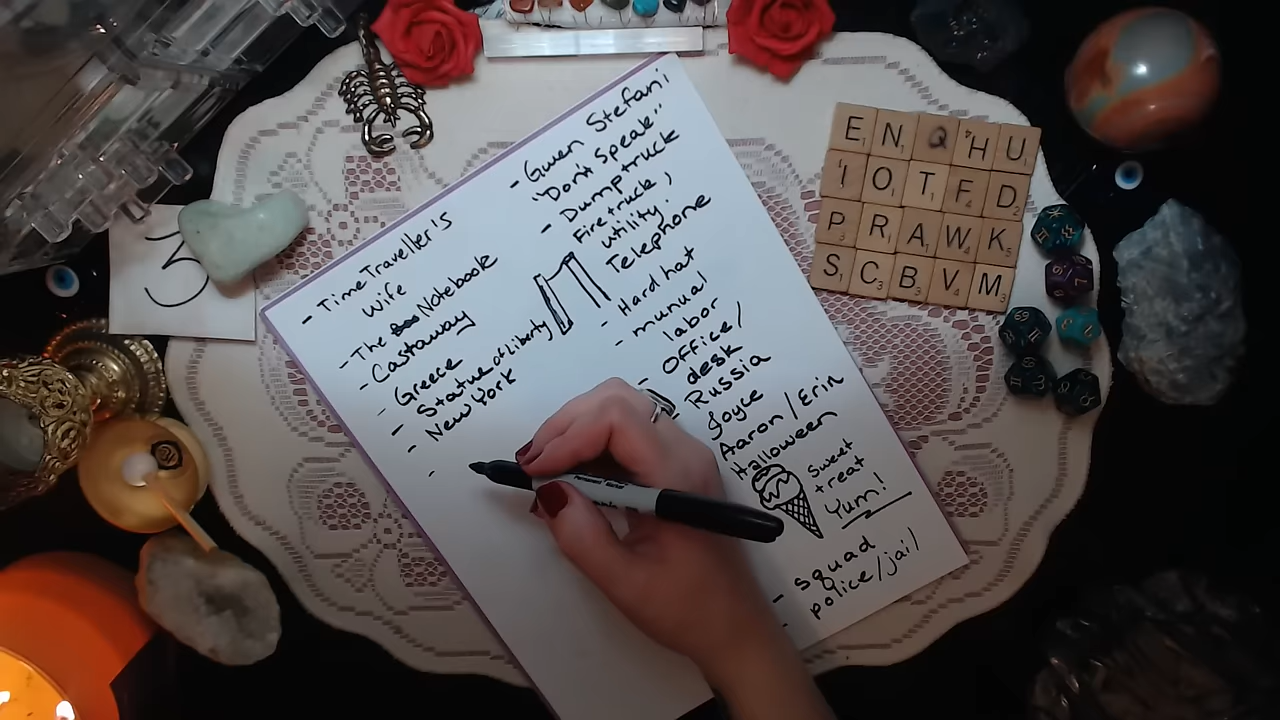 3
- Time Traveller's
Wife
- The Notebook
- Castaway
- Greece
- Statue of Liberty
- New York
-
- Gwen Stefani
"Don't Speak"
- Dump truck
Fire truck,
utility.
Telephone
- Hard hat
- munual
labor
- Office/
desk
Russia
Joyce
Aaron/Erin
Halloween
Sweet
treat
Yum!
- squad
police/jail
E N Q H U
I O T F D
P R A W K
S C B V M